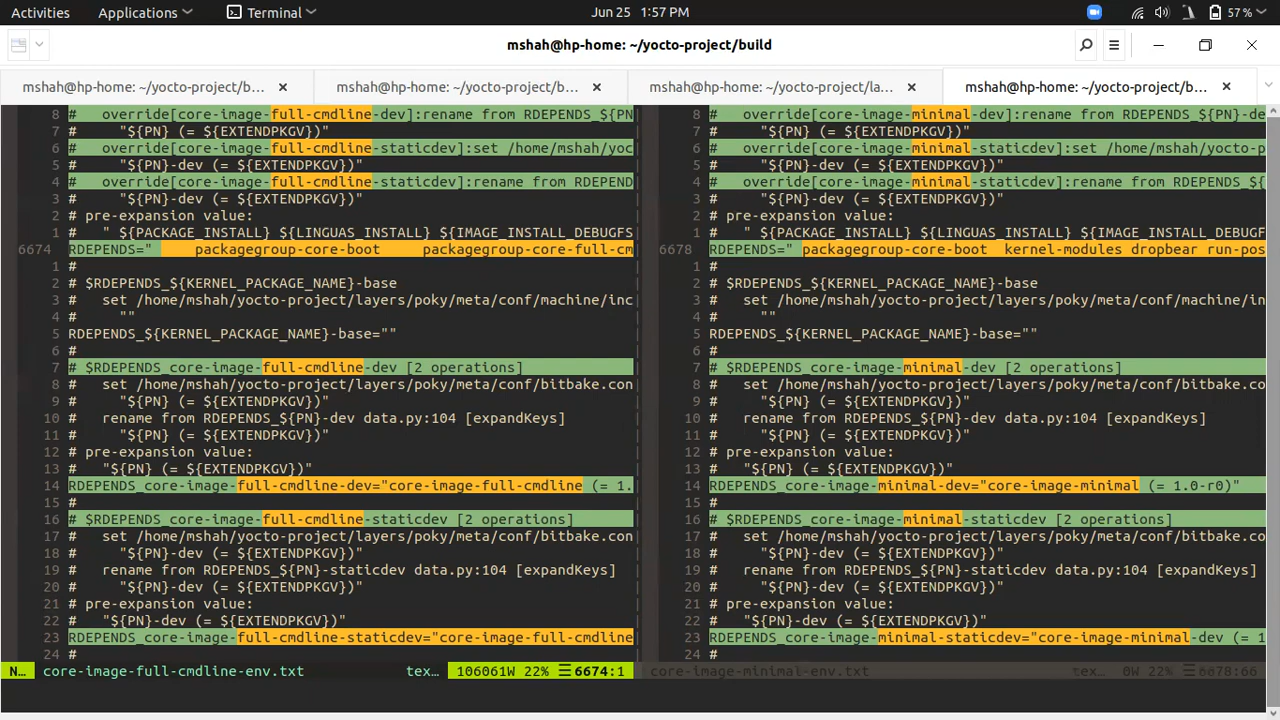 Activities Applications Terminal Jun 25 1:57 PM 57 %
mshah@hp-home: ~/yocto-project/build
mshah@hp-home: ~/yocto-project/b... mshah@hp-home: ~/yocto-project/b... mshah@hp-home: ~/yocto-project/la... mshah@hp-home: ~/yocto-project/b...
8 #   override[core-image-full-cmdline-dev]:rename from RDEPENDS_${PN
7 #     "${PN} (= ${EXTENDPKGV})"
6 #   override[core-image-full-cmdline-staticdev]:set /home/mshah/yoc
5 #     "${PN}-dev (= ${EXTENDPKGV})"
4 #   override[core-image-full-cmdline-staticdev]:rename from RDEPEND
3 #     "${PN}-dev (= ${EXTENDPKGV})"
2 # pre-expansion value:
1 #   " ${PACKAGE_INSTALL} ${LINGUAS_INSTALL} ${IMAGE_INSTALL_DEBUGFS
6674 RDEPENDS="     packagegroup-core-boot     packagegroup-core-full-cm
1 #
2 # $RDEPENDS_${KERNEL_PACKAGE_NAME}-base
3 #   set /home/mshah/yocto-project/layers/poky/meta/conf/machine/inc
4 #     ""
5 RDEPENDS_${KERNEL_PACKAGE_NAME}-base=""
6 #
7 # $RDEPENDS_core-image-full-cmdline-dev [2 operations]
8 #   set /home/mshah/yocto-project/layers/poky/meta/conf/bitbake.con
9 #     "${PN} (= ${EXTENDPKGV})"
10 #   rename from RDEPENDS_${PN}-dev data.py:104 [expandKeys]
11 #     "${PN} (= ${EXTENDPKGV})"
12 # pre-expansion value:
13 #   "${PN} (= ${EXTENDPKGV})"
14 RDEPENDS_core-image-full-cmdline-dev="core-image-full-cmdline (= 1.
15 #
16 # $RDEPENDS_core-image-full-cmdline-staticdev [2 operations]
17 #   set /home/mshah/yocto-project/layers/poky/meta/conf/bitbake.con
18 #     "${PN}-dev (= ${EXTENDPKGV})"
19 #   rename from RDEPENDS_${PN}-staticdev data.py:104 [expandKeys]
20 #     "${PN}-dev (= ${EXTENDPKGV})"
21 # pre-expansion value:
22 #   "${PN}-dev (= ${EXTENDPKGV})"
23 RDEPENDS_core-image-full-cmdline-staticdev="core-image-full-cmdline
24 #
N... core-image-full-cmdline-env.txt tex... 106061W 22% ☰6674:1
8 #   override[core-image-minimal-dev]:rename from RDEPENDS_${PN}-de
7 #     "${PN} (= ${EXTENDPKGV})"
6 #   override[core-image-minimal-staticdev]:set /home/mshah/yocto-p
5 #     "${PN}-dev (= ${EXTENDPKGV})"
4 #   override[core-image-minimal-staticdev]:rename from RDEPENDS_${
3 #     "${PN}-dev (= ${EXTENDPKGV})"
2 # pre-expansion value:
1 #   " ${PACKAGE_INSTALL} ${LINGUAS_INSTALL} ${IMAGE_INSTALL_DEBUGF
6678 RDEPENDS=" packagegroup-core-boot  kernel-modules dropbear run-pos
1 #
2 # $RDEPENDS_${KERNEL_PACKAGE_NAME}-base
3 #   set /home/mshah/yocto-project/layers/poky/meta/conf/machine/in
4 #     ""
5 RDEPENDS_${KERNEL_PACKAGE_NAME}-base=""
6 #
7 # $RDEPENDS_core-image-minimal-dev [2 operations]
8 #   set /home/mshah/yocto-project/layers/poky/meta/conf/bitbake.co
9 #     "${PN} (= ${EXTENDPKGV})"
10 #   rename from RDEPENDS_${PN}-dev data.py:104 [expandKeys]
11 #     "${PN} (= ${EXTENDPKGV})"
12 # pre-expansion value:
13 #   "${PN} (= ${EXTENDPKGV})"
14 RDEPENDS_core-image-minimal-dev="core-image-minimal (= 1.0-r0)"
15 #
16 # $RDEPENDS_core-image-minimal-staticdev [2 operations]
17 #   set /home/mshah/yocto-project/layers/poky/meta/conf/bitbake.co
18 #     "${PN}-dev (= ${EXTENDPKGV})"
19 #   rename from RDEPENDS_${PN}-staticdev data.py:104 [expandKeys]
20 #     "${PN}-dev (= ${EXTENDPKGV})"
21 # pre-expansion value:
22 #   "${PN}-dev (= ${EXTENDPKGV})"
23 RDEPENDS_core-image-minimal-staticdev="core-image-minimal-dev (= 1
24 #
core-image-minimal-env.txt tex... 0W 22% ☰6678:66